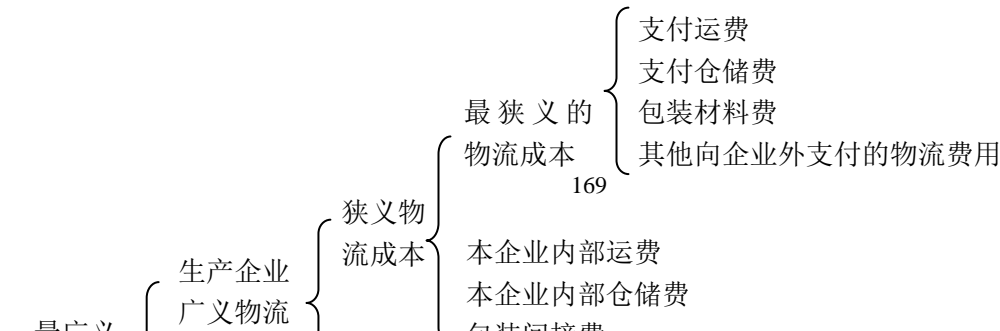 支付运费
支付仓储费
最狭义的
包装材料费
物流成本
其他向企业外支付的物流费用
169
狭义物
流成本
本企业内部运费
生产企业
本企业内部仓储费
广义物流